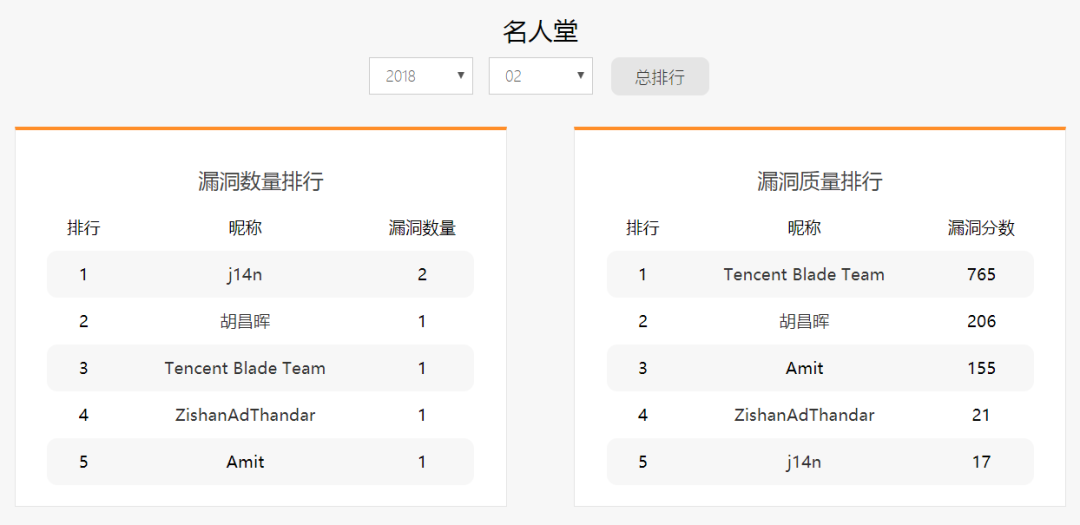 名人堂
2018 02 总排行
漏洞数量排行
排行 昵称 漏洞数量
1 j14n 2
2 胡昌晖 1
3 Tencent Blade Team 1
4 ZishanAdThandar 1
5 Amit 1
漏洞质量排行
排行 昵称 漏洞分数
1 Tencent Blade Team 765
2 胡昌晖 206
3 Amit 155
4 ZishanAdThandar 21
5 j14n 17